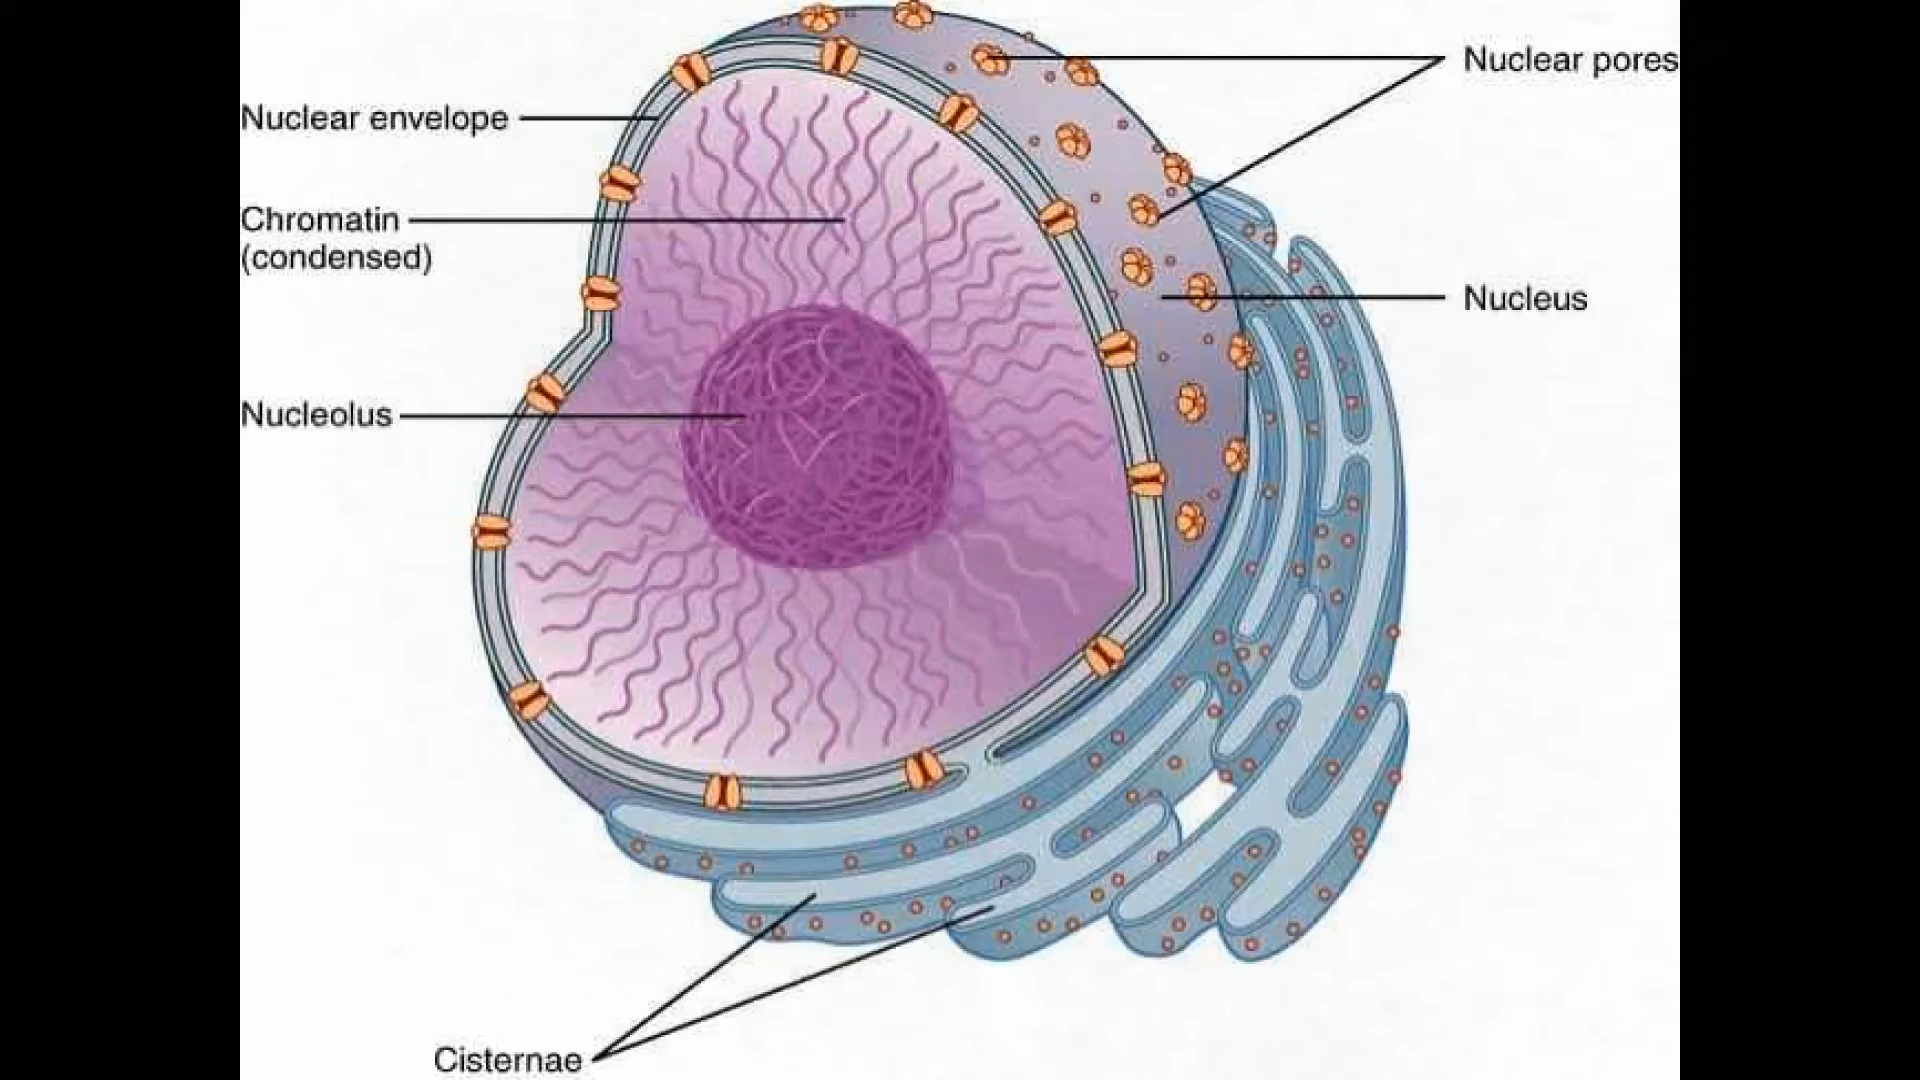 Nuclear pores
Nuclear envelope
Chromatin
(condensed)
Nucleus
Nucleolus
Cisternae